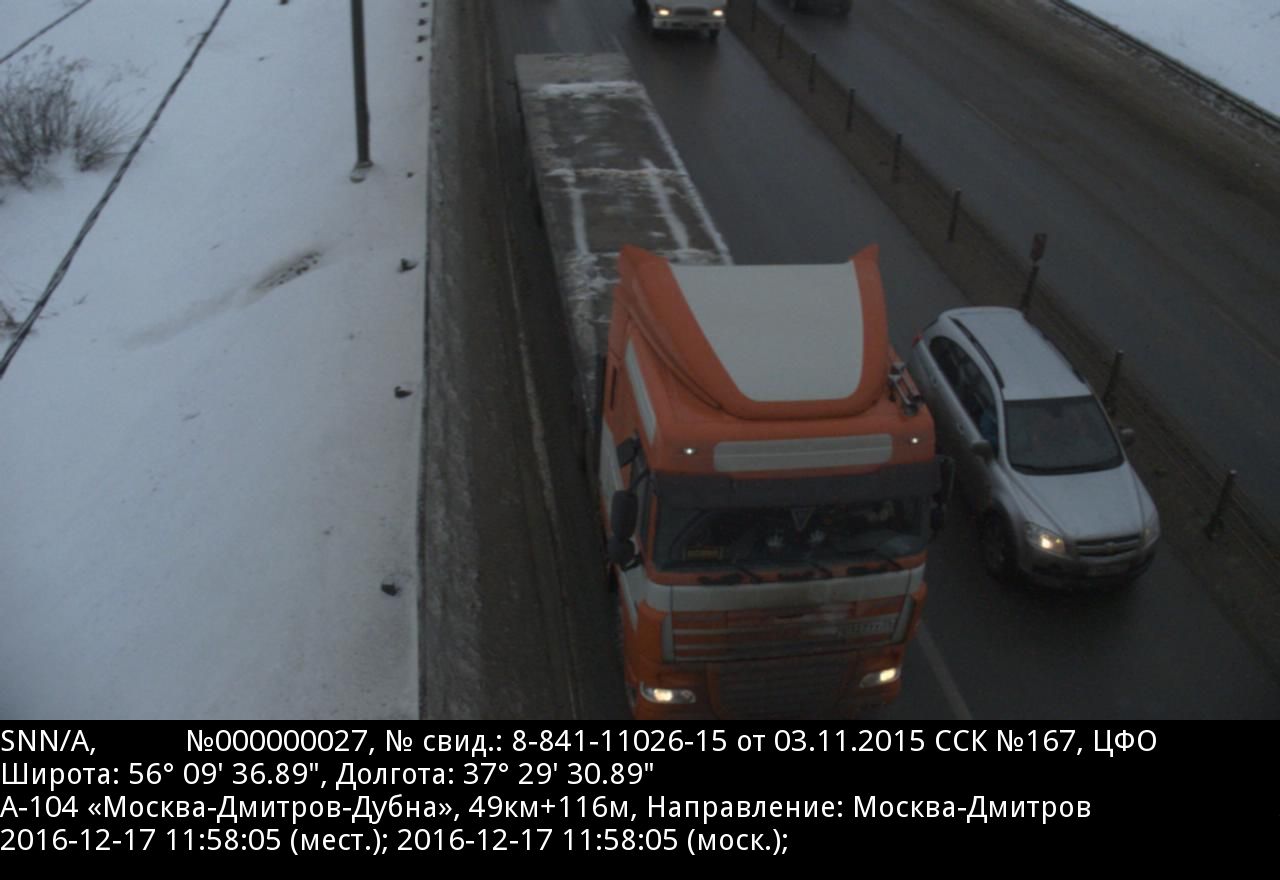 SNN/A, №000000027, № свид.: 8-841-11026-15 от 03.11.2015 ССК №167, ЦФО
Широта: 56° 09' 36.89", Долгота: 37° 29' 30.89"
А-104 «Москва-Дмитров-Дубна», 49км+116м, Направление: Москва-Дмитров
2016-12-17 11:58:05 (мест.); 2016-12-17 11:58:05 (моск.);